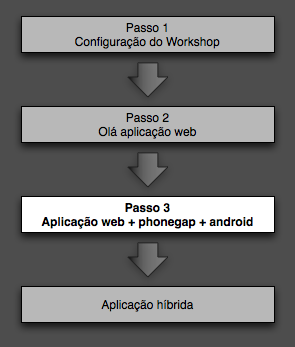 Passo 1
Configuração do Workshop
Passo 2
Olá aplicação web
Passo 3
Aplicação web + phonegap + android
Aplicação híbrida